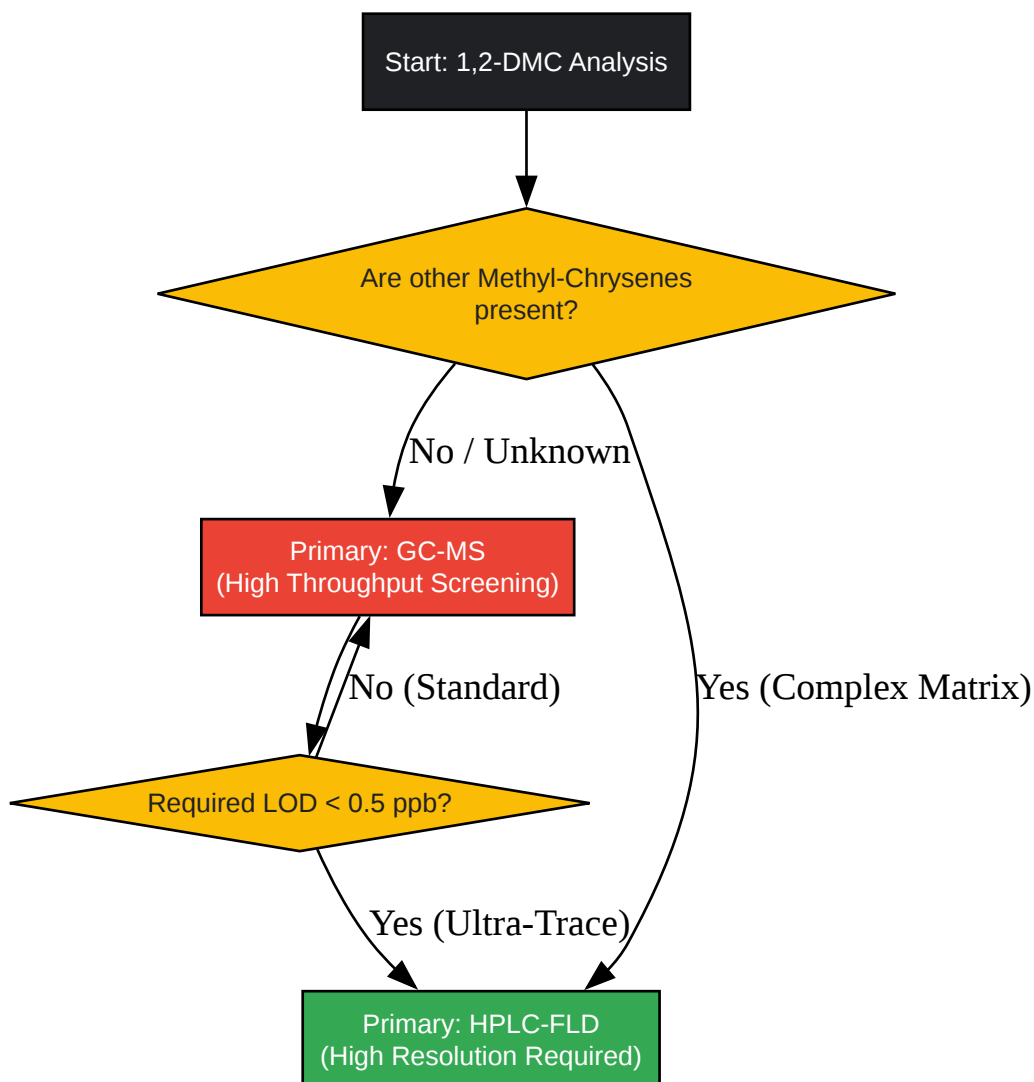 Start: 1,2-DMC Analysis
Are other Methyl-Chrysenes
present?
No / Unknown
Primary: GC-MS
(High Throughput Screening)
No (Standard)
Yes (Complex Matrix)
Required LOD < 0.5 ppb?
Yes (Ultra-Trace)
Primary: HPLC-FLD
(High Resolution Required)